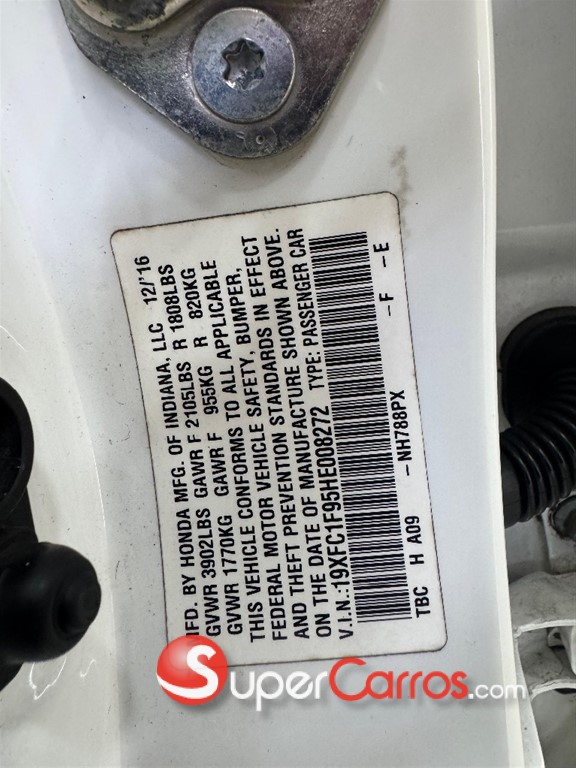 MFD. BY HONDA MFG. OF INDIANA, LLC 12/'16
GVWR 3902LBS GAWR F 2105LBS R 1808LBS
GVWR 1770KG GAWR F 955KG R 820KG
THIS VEHICLE CONFORMS TO ALL APPLICABLE
FEDERAL MOTOR VEHICLE SAFETY, BUMPER,
AND THEFT PREVENTION STANDARDS IN EFFECT
ON THE DATE OF MANUFACTURE SHOWN ABOVE.
V.I.N.:19XFC1F95HE008272 TYPE: PASSENGER CAR
TBC H A09 -NH788PX -F -E
SuperCarros.com